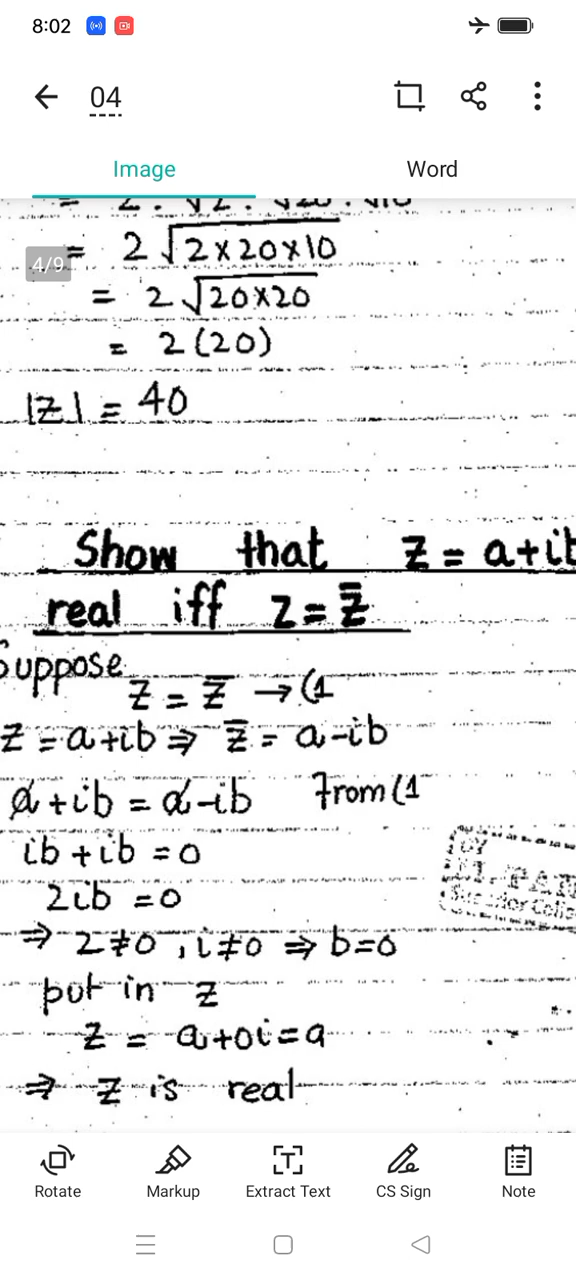 8:02
04
Image Word
4/9
= 2√2×20×10
= 2√20×20
= 2(20)
|Z| = 40
Show that Z = a+ib
real iff Z = Z̄
Suppose
Z = Z̄ → (1
Z = a+ib ⇒ Z̄ = a-ib
a+ib = a-ib From (1
ib+ib = 0
2ib = 0
⇒ 2≠0, i≠0 ⇒ b=0
put in Z
Z = a+0i=a
⇒ Z is real
Rotate Markup Extract Text CS Sign Note